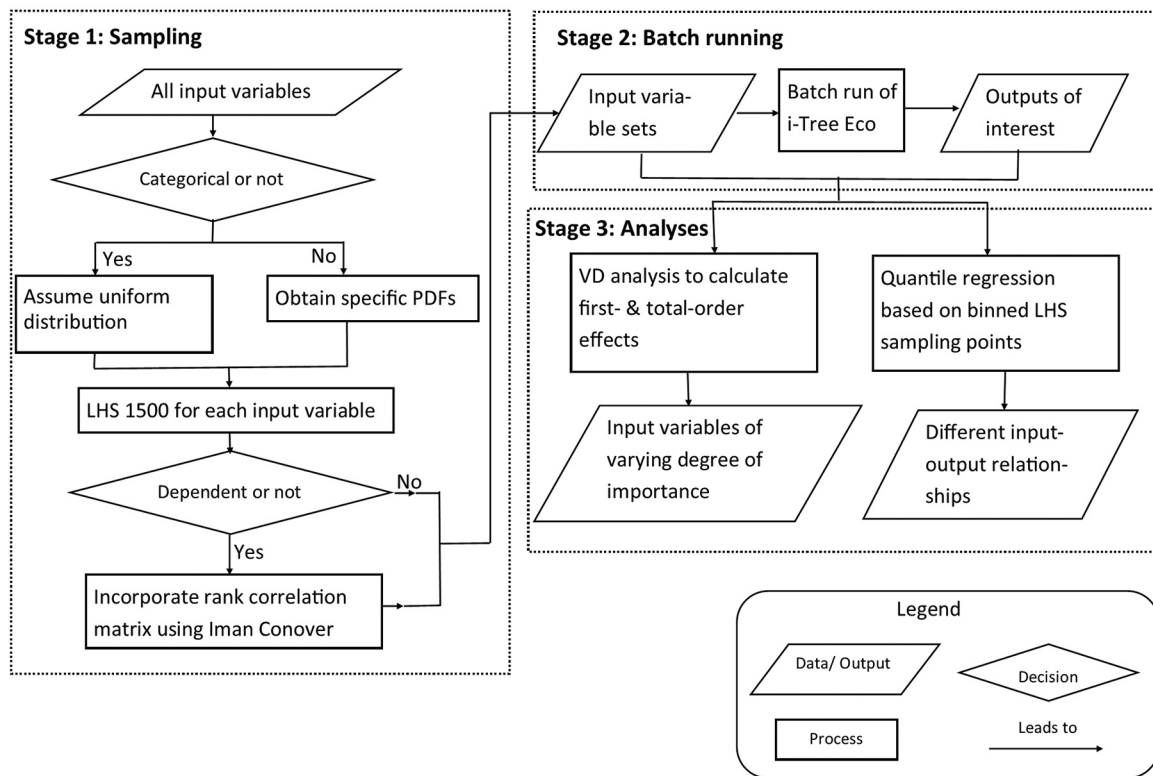 Stage 1: Sampling
All input variables
Categorical or not
Yes
No
Assume uniform
distribution
Obtain specific PDFs
LHS 1500 for each input variable
Dependent or not
No
Yes
Incorporate rank correlation
matrix using Iman Conover
Stage 2: Batch running
Input varia-
ble sets
Batch run of
i-Tree Eco
Outputs of
interest
Stage 3: Analyses
VD analysis to calculate
first- & total-order
effects
Quantile regression
based on binned LHS
sampling points
Input variables of
varying degree of
importance
Different input-
output relation-
ships
Legend
Data/ Output
Decision
Process
Leads to